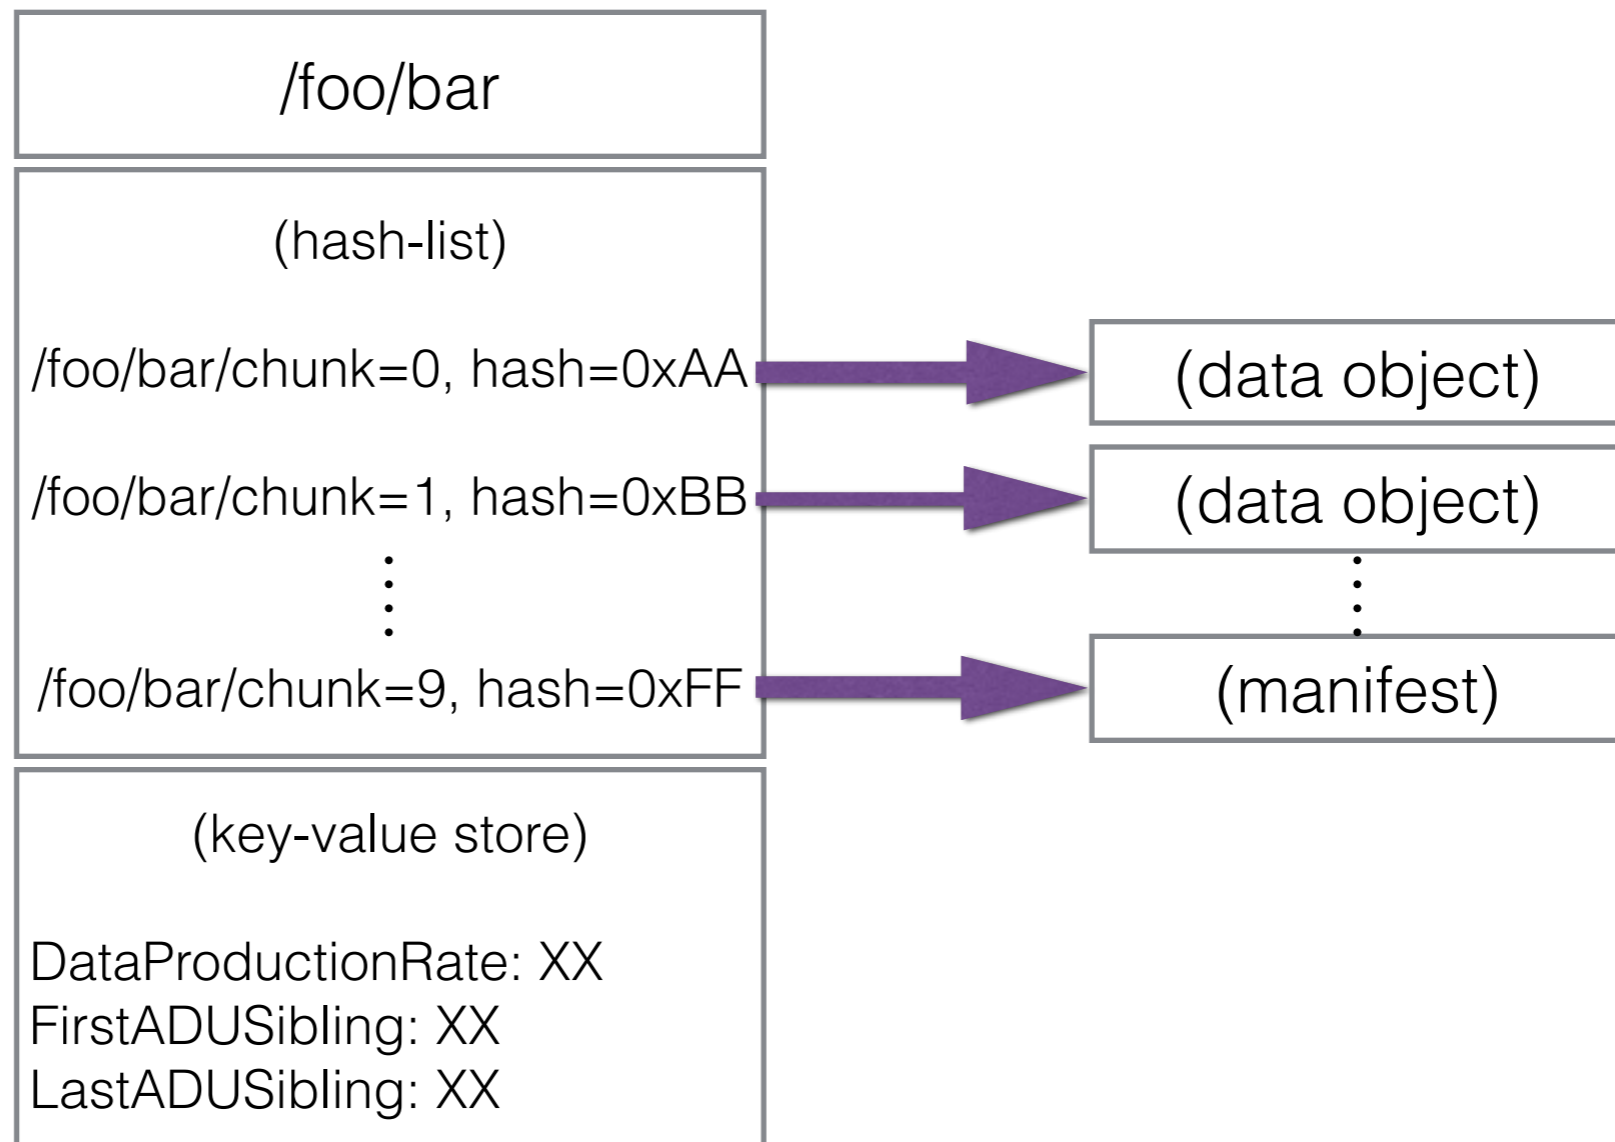 /foo/bar
(hash-list)
/foo/bar/chunk=0, hash=0xAA
(data object)
/foo/bar/chunk=1, hash=0xBB
(data object)
/foo/bar/chunk=9, hash=0xFF
(manifest)
(key-value store)
DataProductionRate: XX
FirstADUSibling: XX
LastADUSibling: XX